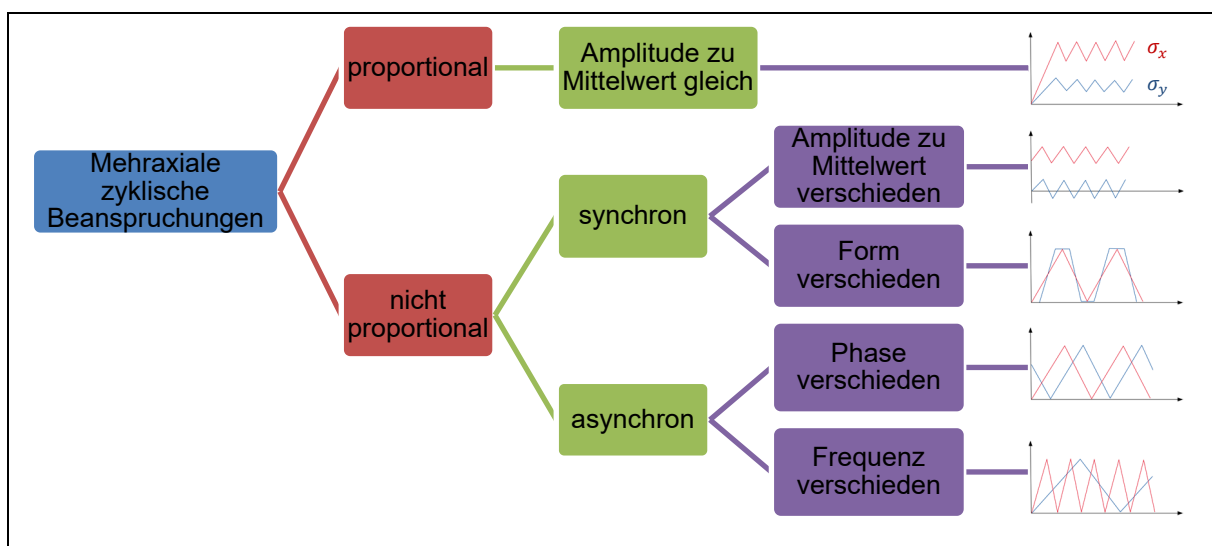 Mehraxiale
zyklische
Beanspruchungen
proportional
Amplitude zu
Mittelwert gleich
σx
σy
nicht
proportional
synchron
Amplitude zu
Mittelwert
verschieden
Form
verschieden
asynchron
Phase
verschieden
Frequenz
verschieden